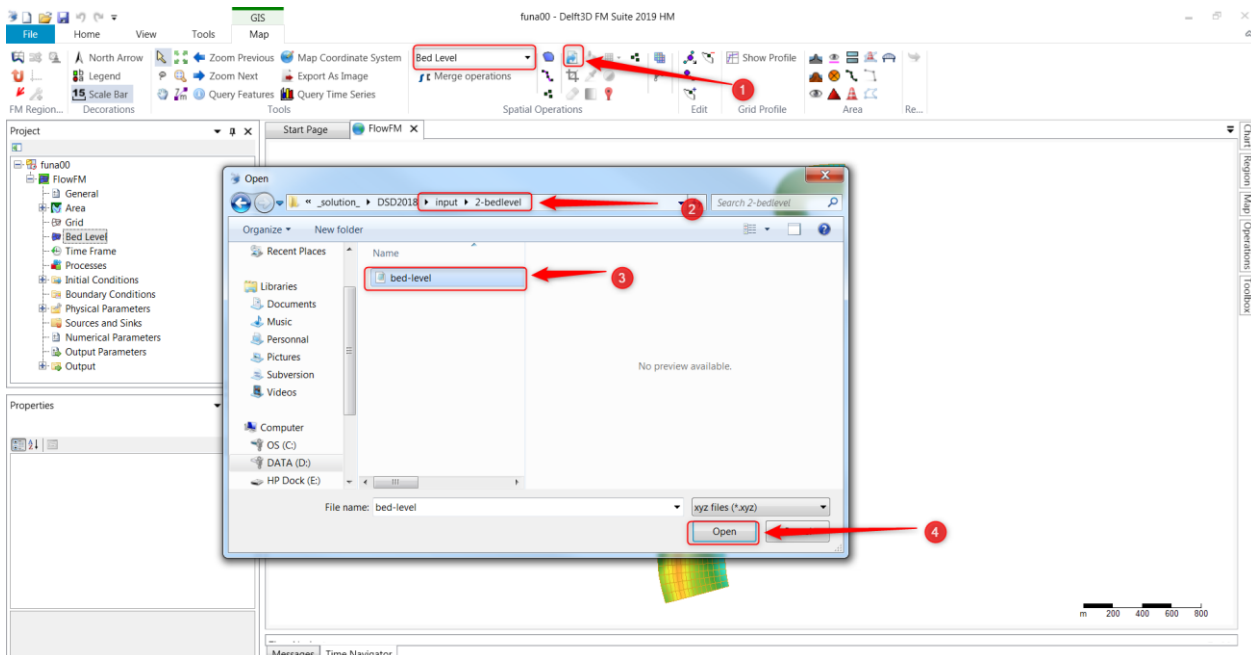 funa00 - Delft3D FM Suite 2019 HM
GIS
File Home View Tools Map
North Arrow
Legend
15 Scale Bar
FM Region... Decorations
Zoom Previous
Zoom Next
Query Features
Map Coordinate System
Export As Image
Query Time Series
Tools
Bed Level
Merge operations
Spatial Operations
1
Edit
Show Profile
Grid Profile
Area
Re...
Project
funa00
FlowFM
General
Area
Grid
Bed Level
Time Frame
Processes
Initial Conditions
Boundary Conditions
Physical Parameters
Sources and Sinks
Numerical Parameters
Output Parameters
Output
Properties
Start Page FlowFM
Open
« _solution_ DSD2018 input 2-bedlevel
2
Search 2-bedlevel
Organize New folder
Recent Places
Libraries
Documents
Music
Personnal
Pictures
Subversion
Videos
Computer
OS (C:)
DATA (D:)
HP Dock (E:)
Name
bed-level
3
No preview available.
File name: bed-level
xyz files (*.xyz)
Open
4
m 200 400 600 800
Messages Time Navigator
Chart
Region
Map
Operations
Toolbox